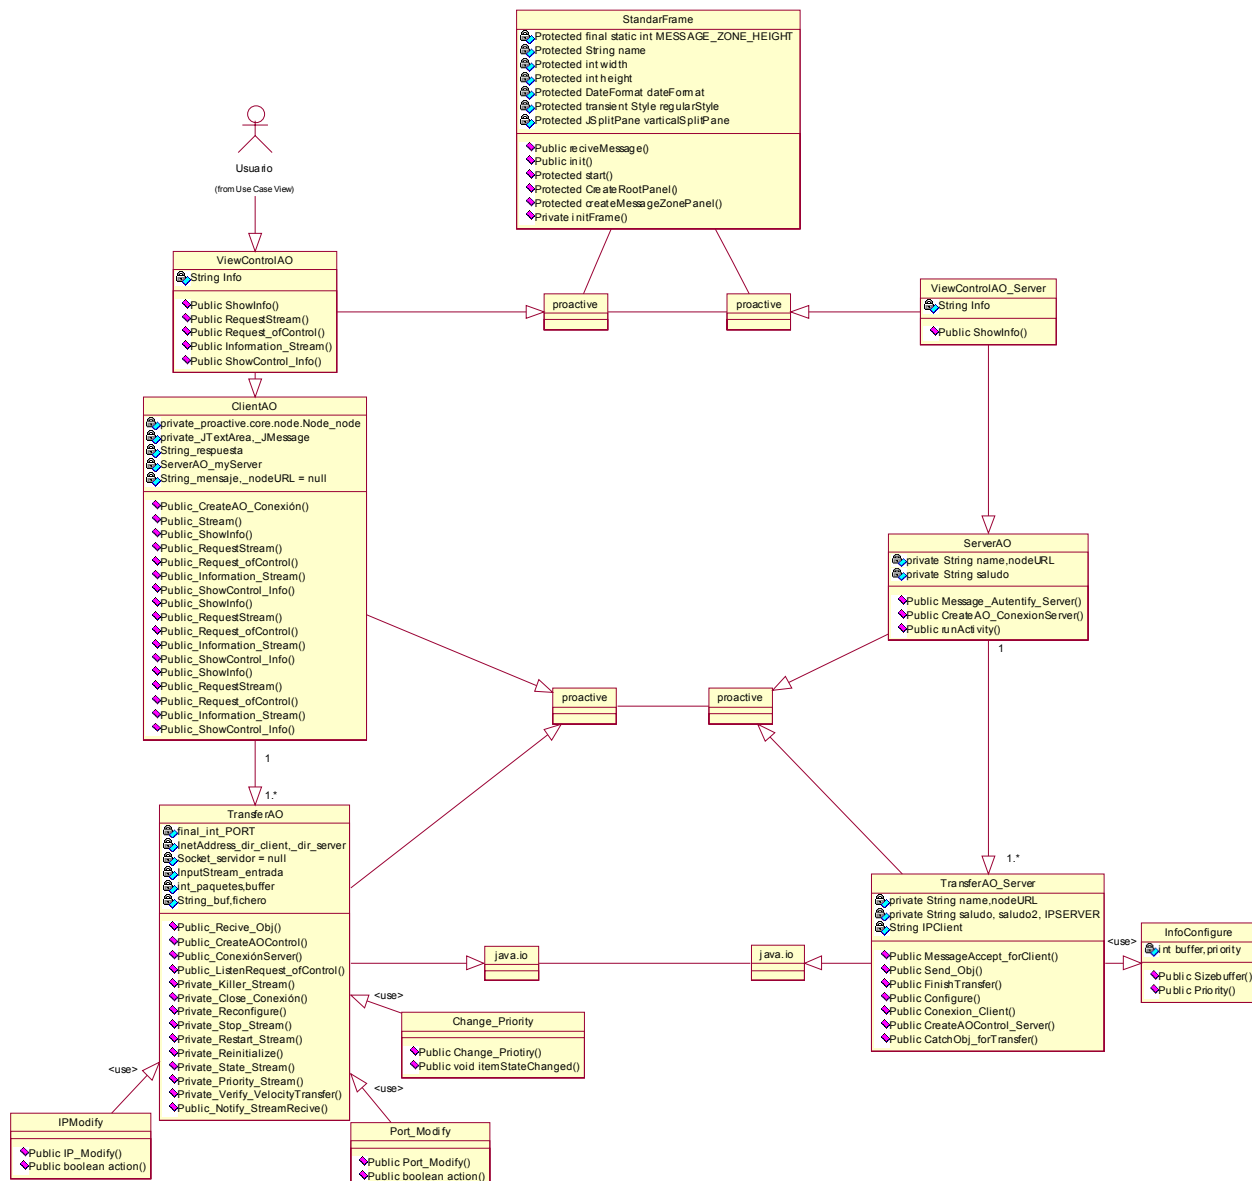 StandarFrame
Protected final static int MESSAGE_ZONE_HEIGHT
Protected String name
Protected int width
Protected int height
Protected DateFormat dateFormat
Protected transient Style regularStyle
Protected JSplitPane varticalSplitPane
Public reciveMessage()
Public init()
Protected start()
Protected CreateRootPanel()
Protected createMessageZonePanel()
Private initFrame()
Usuario
(from Use Case View)
ViewControlAO
String Info
Public ShowInfo()
Public RequestStream()
Public Request_ofControl()
Public Information_Stream()
Public ShowControl_Info()
proactive
proactive
ViewControlAO_Server
String Info
Public ShowInfo()
ClientAO
private_proactive.core.node.Node_node
private_JTextArea,_JMessage
String_respuesta
ServerAO_myServer
String_mensaje,_nodeURL = null
Public_CreateAO_Conexión()
Public_Stream()
Public_ShowInfo()
Public_RequestStream()
Public_Request_ofControl()
Public_Information_Stream()
Public_ShowControl_Info()
Public_ShowInfo()
Public_RequestStream()
Public_Request_ofControl()
Public_Information_Stream()
Public_ShowControl_Info()
Public_ShowInfo()
Public_RequestStream()
Public_Request_ofControl()
Public_Information_Stream()
Public_ShowControl_Info()
ServerAO
private String name,nodeURL
private String saludo
Public Message_Autentify_Server()
Public CreateAO_ConexionServer()
Public runActivity()
1
proactive
proactive
1
1.*
TransferAO
final_int_PORT
InetAddress_dir_client,_dir_server
Socket_servidor = null
InputStream_entrada
int_paquetes,buffer
String_buf,fichero
Public_Recive_Obj()
Public_CreateAOControl()
Public_ConexiónServer()
Public_ListenRequest_ofControl()
Private_Killer_Stream()
Private_Close_Conexión()
Private_Reconfigure()
Private_Stop_Stream()
Private_Restart_Stream()
Private_Reinitialize()
Private_State_Stream()
Private_Priority_Stream()
Private_Verify_VelocityTransfer()
Public_Notify_StreamRecive()
java.io
java.io
1.*
TransferAO_Server
private String name,nodeURL
private String saludo, saludo2, IPSERVER
String IPClient
Public MessageAccept_forClient()
Public Send_Obj()
Public FinishTransfer()
Public Configure()
Public Conexion_Client()
Public CreateAOControl_Server()
Public CatchObj_forTransfer()
<use>
InfoConfigure
int buffer,priority
Public Sizebuffer()
Public Priority()
<use>
Change_Priority
Public Change_Priotiry()
Public void itemStateChanged()
<use>
<use>
IPModify
Public IP_Modify()
Public boolean action()
Port_Modify
Public Port_Modify()
Public boolean action()